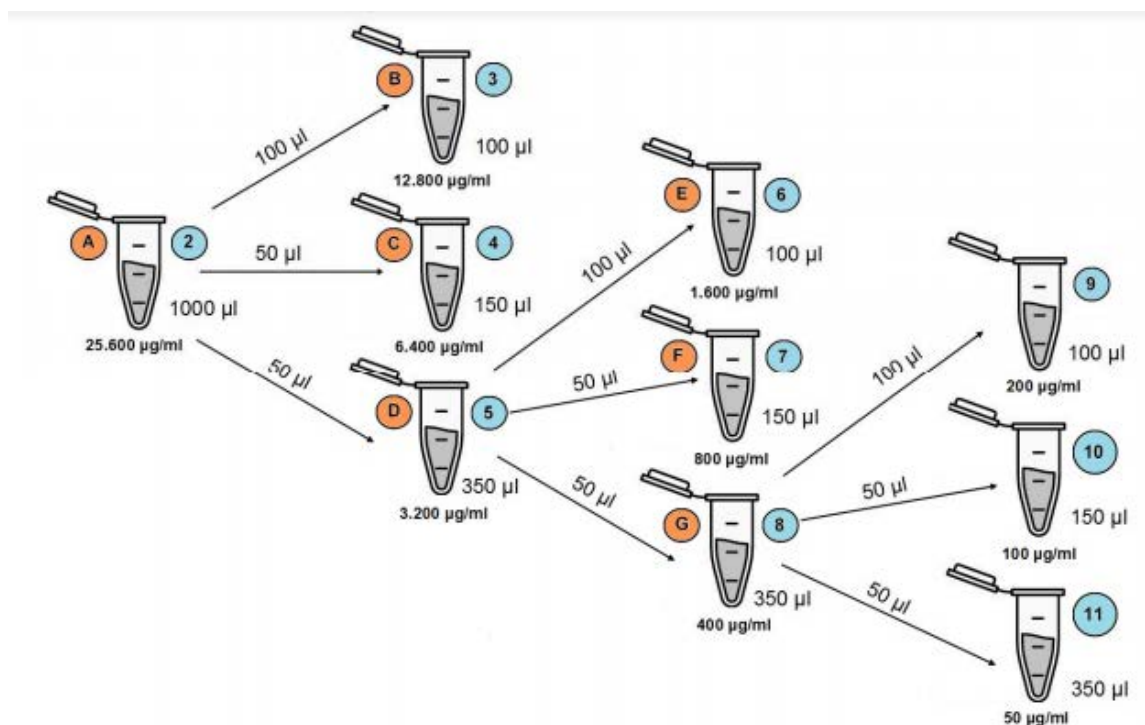 B
3
100 µl
100 µl
12.800 µg/ml
E
6
A
2
C
4
50 µl
100 µl
100 µl
9
1000 µl
150 µl
1.600 µg/ml
25.600 µg/ml
6.400 µg/ml
F
7
100 µl
100 µl
50 µl
D
5
50 µl
200 µg/ml
150 µl
10
350 µl
800 µg/ml
50 µl
3.200 µg/ml
50 µl
G
8
150 µl
100 µg/ml
350 µl
50 µl
11
400 µg/ml
350 µl
50 µg/ml